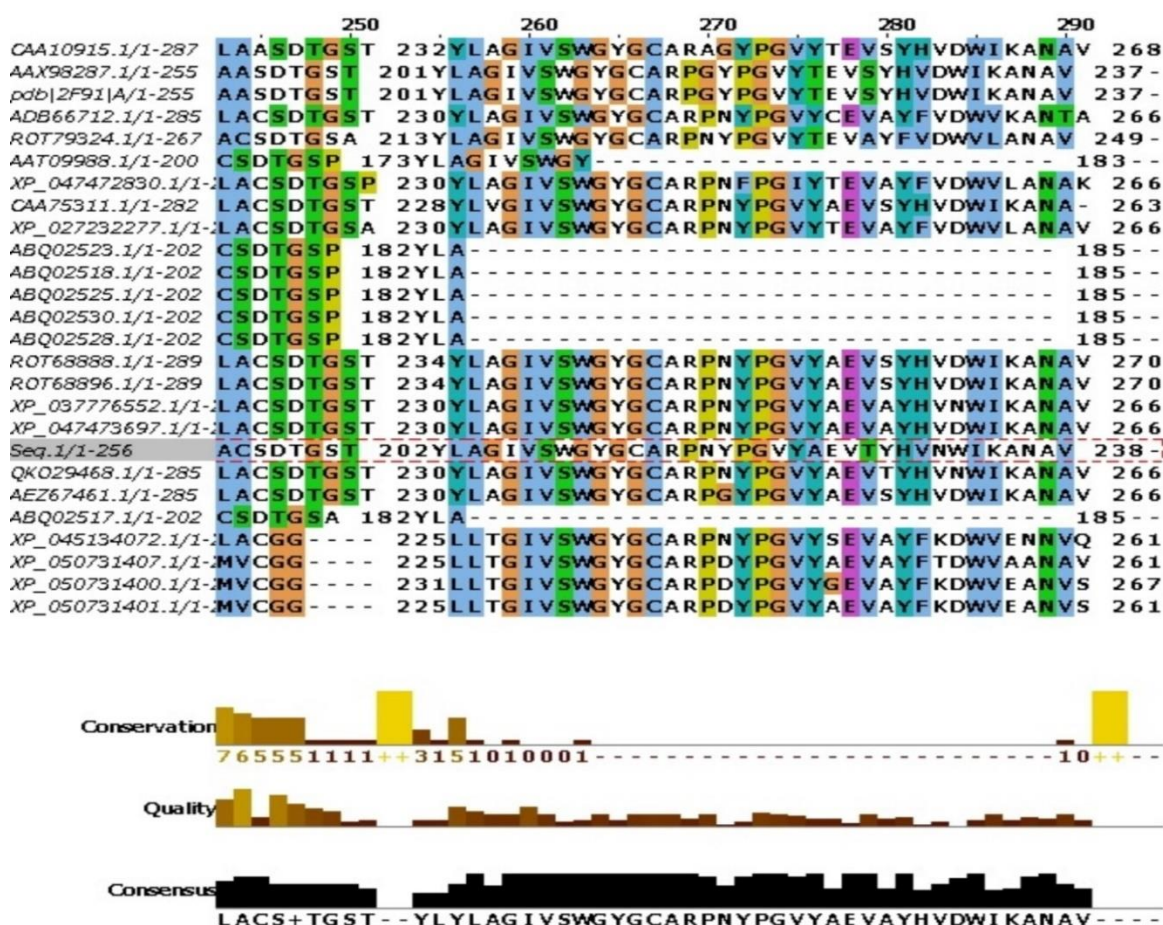 250 260 270 280 290
CAA10915.1/1-287 LAASDTGST 232YLAGIVSWGYGCARAGYPGVYTEVSYHVDWIKANAV 268
AAX98287.1/1-255 AASDTGST 201YLAGIVSWGYGCARPGYPGVYTEVSYHVDWIKANAV 237-
pdb|2F91|A/1-255 AASDTGST 201YLAGIVSWGYGCARPGYPGVYTEVSYHVDWIKANAV 237-
ADB66712.1/1-285 LACSDTGST 230YLAGIVSWGYGCARPNYPGVYCEVSYFVDWVKANTA 266
ROT79324.1/1-267 ACSDTGSA 213YLAGIVSWGYGCARPNYPGVYTEVAYFVDWVLANAV 249-
AAT09988.1/1-200 CSDTGSP 173YLAGIVSWGY--------------------------- 183--
XP_047472830.1/1- LACSDTGSP 230YLAGIVSWGYGCARPNFPGIYTEVAYFVDWVLANAK 266
CAA75311.1/1-282 LACSDTGST 228YLVGIVSWGYGCARPNYPGVYTEVASYHVDWIKANA- 263
XP_027232277.1/1- LACSDTGSA 230YLAGIVSWGYGCARPNYPGVYTEVAYFVDWVLANAV 266
ABQ02523.1/1-202 CSDTGSP 182YLA--------------------------------- 185--
ABQ02518.1/1-202 CSDTGSP 182YLA--------------------------------- 185--
ABQ02525.1/1-202 CSDTGSP 182YLA--------------------------------- 185--
ABQ02530.1/1-202 CSDTGSP 182YLA--------------------------------- 185--
ABQ02528.1/1-202 CSDTGSP 182YLA--------------------------------- 185--
ROT68888.1/1-289 LACSDTGST 234YLAGIVSWGYGCARPNYPGVYAEVSYHVDWIKANAV 270
ROT68896.1/1-289 LACSDTGST 234YLAGIVSWGYGCARPNYPGVYAEVSYHVDWIKANAV 270
XP_037776552.1/1- LACSDTGST 230YLAGIVSWGYGCARPNYPGVYAEVAYHVNWIKANAV 266
XP_047473697.1/1- LACSDTGST 230YLAGIVSWGYGCARPNYPGVYAEVAYHVNWIKANAV 266
Seq.1/1-256 ACSDTGST 202YLAGIVSWGYGCARPNYPGVYAEVTYHVNWIKANAV 238-
QKO29468.1/1-285 LACSDTGST 230YLAGIVSWGYGCARPNYPGVYAEVTYHVNWIKANAV 266
AEZ67461.1/1-285 LACSDTGST 230YLAGIVSWGYGCARPGYPGVYAEVSYHVDWIKANAV 266
ABQ02517.1/1-202 CSDTGSA 182YLA--------------------------------- 185--
XP_045134072.1/1- LACGG---- 225LLTGIVSWGYGCARPNYPGVYSEVAYFKDWVENNVQ 261
XP_050731407.1/1- MVCGG---- 225LLTGIVSWGYGCARPDYPGVYAEVAYFTDWVAANAV 261
XP_050731400.1/1- MVCGG---- 231LLTGIVSWGYGCARPDYPGVYGEVAYFKDWVEANVS 267
XP_050731401.1/1- MVCGG---- 225LLTGIVSWGYGCARPDYPGVYAEVAYFKDWVEANVS 261
Conservation
765551111++3151010001--------------------------10++
Quality
Consensus
LACS+TGST--YLYLAGIVSWGYGCARPNYPGVYAEVAYHVDWIKANAV----